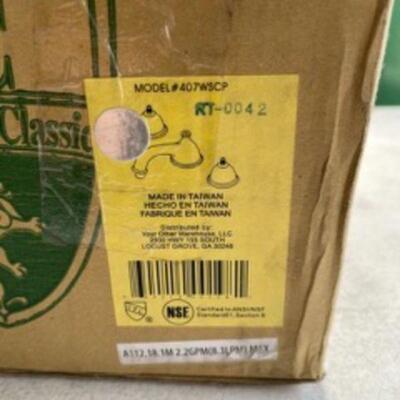 Classic
MODEL#407WSCP
RT-0042
MADE IN TAIWAN
HECHO EN TAIWAN
FABRIQUE EN TAIWAN
Distributed by:
Your Other Warehouse, LLC
HWY 155 SOUTH
LOCUST GROVE, GA 30248
NSF
Certified to ANSI/NSF
Standard 61, Section 9
A112.18.1M 2.2GPM(8.3LPM) MAX